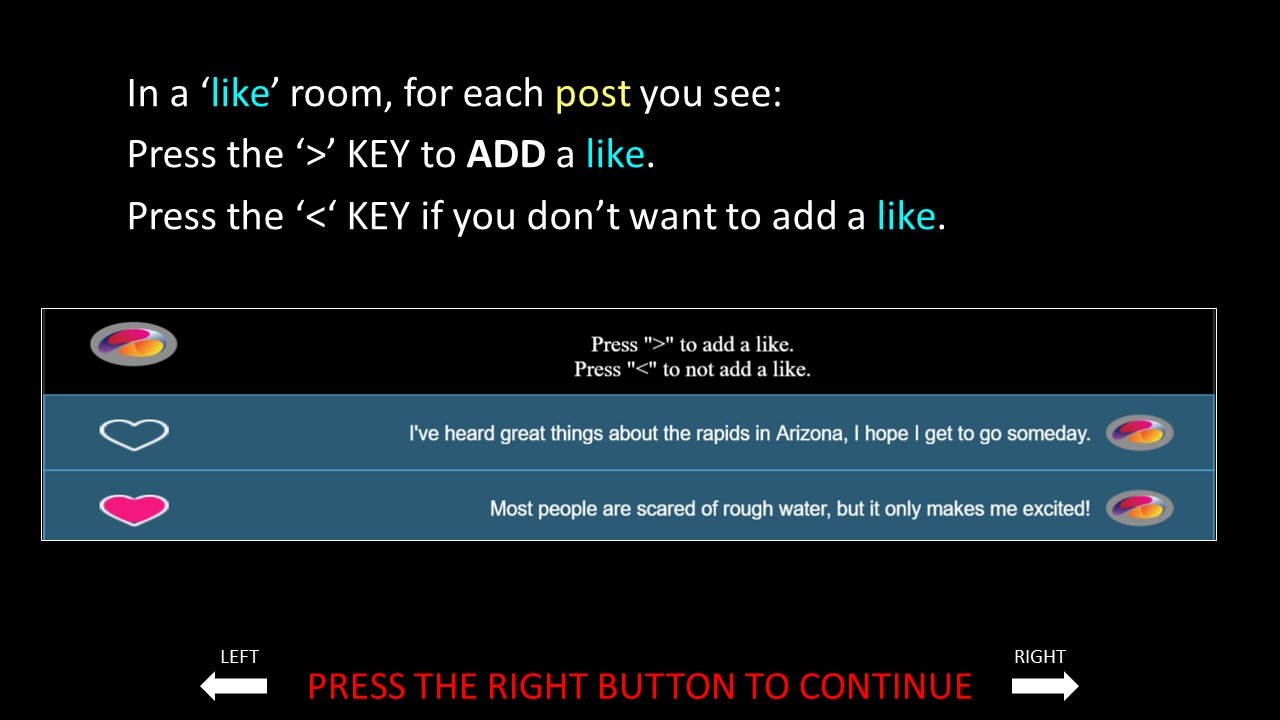 In a ‘like’ room, for each post you see:
Press the ‘>’ KEY to ADD a like.
Press the ‘<‘ KEY if you don’t want to add a like.
Press ">" to add a like.
Press "<" to not add a like.
I've heard great things about the rapids in Arizona, I hope I get to go someday.
Most people are scared of rough water, but it only makes me excited!
LEFT
RIGHT
PRESS THE RIGHT BUTTON TO CONTINUE